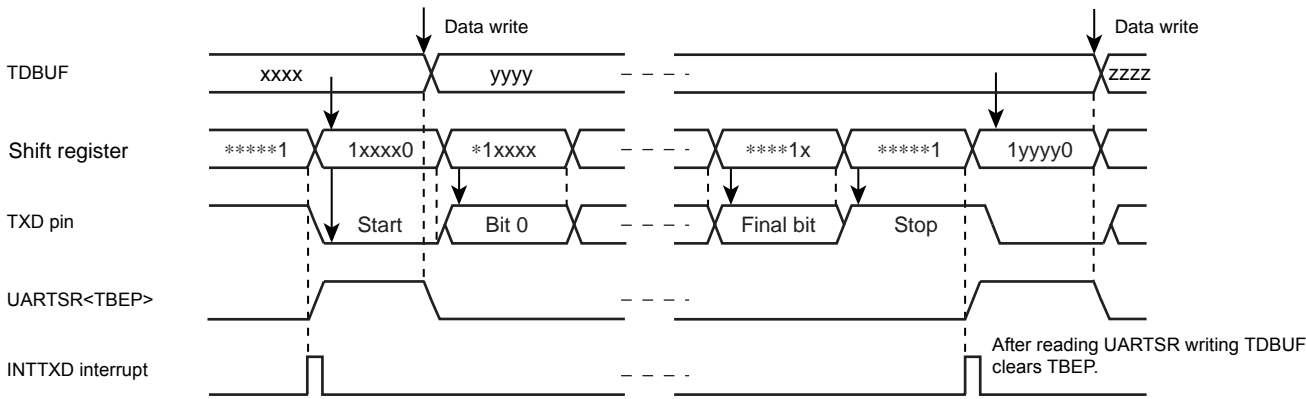 Data write Data write
TDBUF xxxx yyyy zzzz
Shift register *****1 1xxxx0 *1xxxx ****1x *****1 1yyyy0
TXD pin Start Bit 0 Final bit Stop
UARTSR<TBEP>
After reading UARTSR writing TDBUF
INTTXD interrupt
clears TBEP.